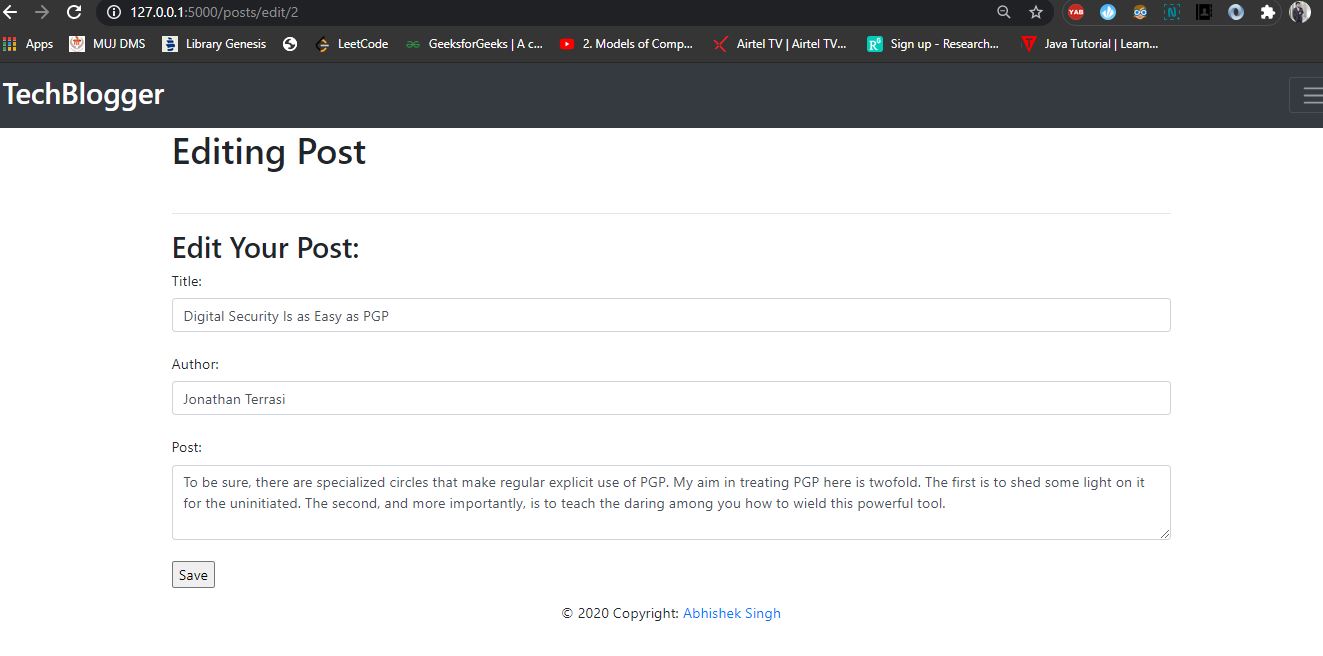 127.0.0.1:5000/posts/edit/2
YAB
Apps MUJ DMS Library Genesis LeetCode GeeksforGeeks | A c... 2. Models of Comp... Airtel TV | Airtel TV... Sign up - Research... Java Tutorial | Learn...
TechBlogger
Editing Post
Edit Your Post:
Title:
Digital Security Is as Easy as PGP
Author:
Jonathan Terrasi
Post:
To be sure, there are specialized circles that make regular explicit use of PGP. My aim in treating PGP here is twofold. The first is to shed some light on it
for the uninitiated. The second, and more importantly, is to teach the daring among you how to wield this powerful tool.
Save
© 2020 Copyright: Abhishek Singh